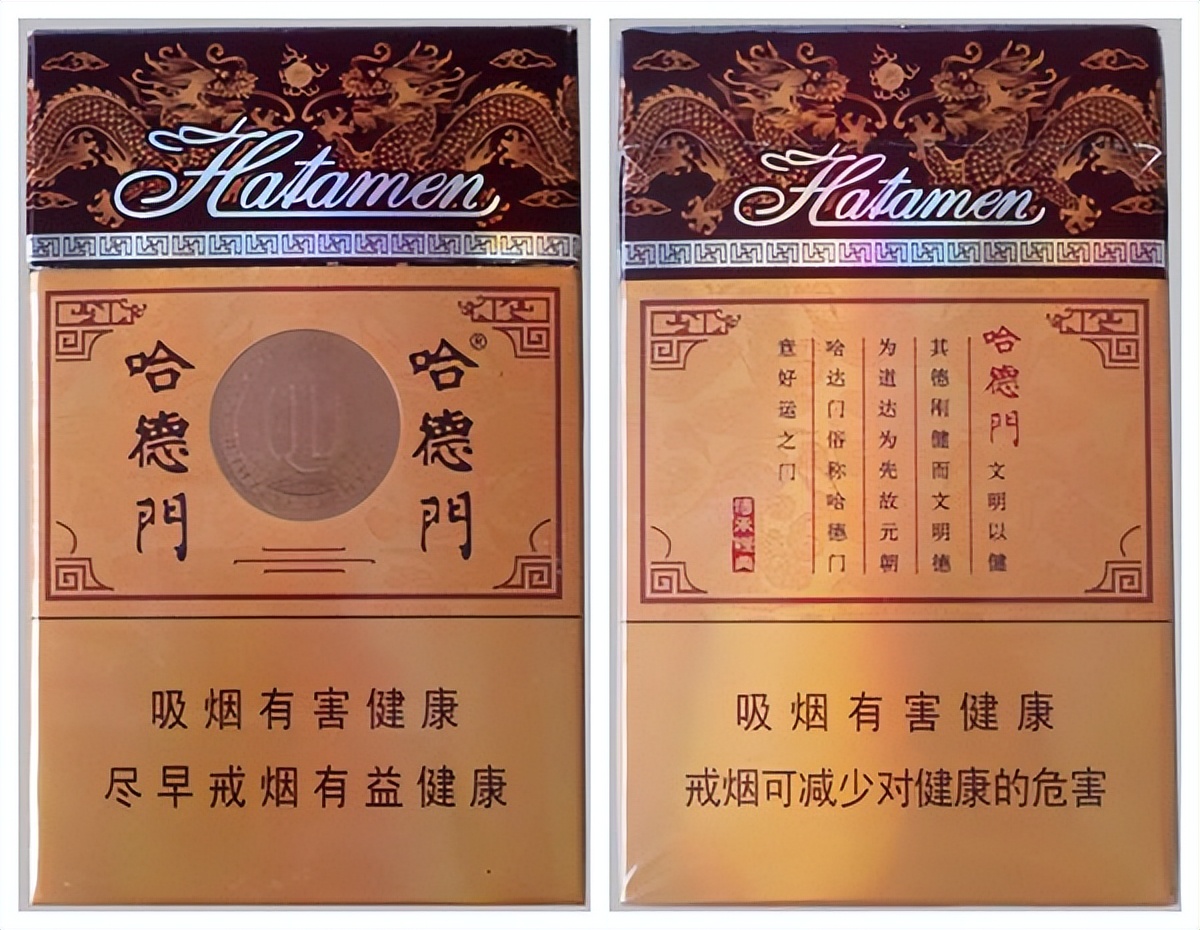 Hatamen
哈德門
哈德門®
吸烟有害健康
尽早戒烟有益健康
Hatamen
哈德門 文明以健
其德刚健而文明德
为道达为先故元朝
哈达门俗称哈德门
意好运之门
吸烟有害健康
戒烟可减少对健康的危害